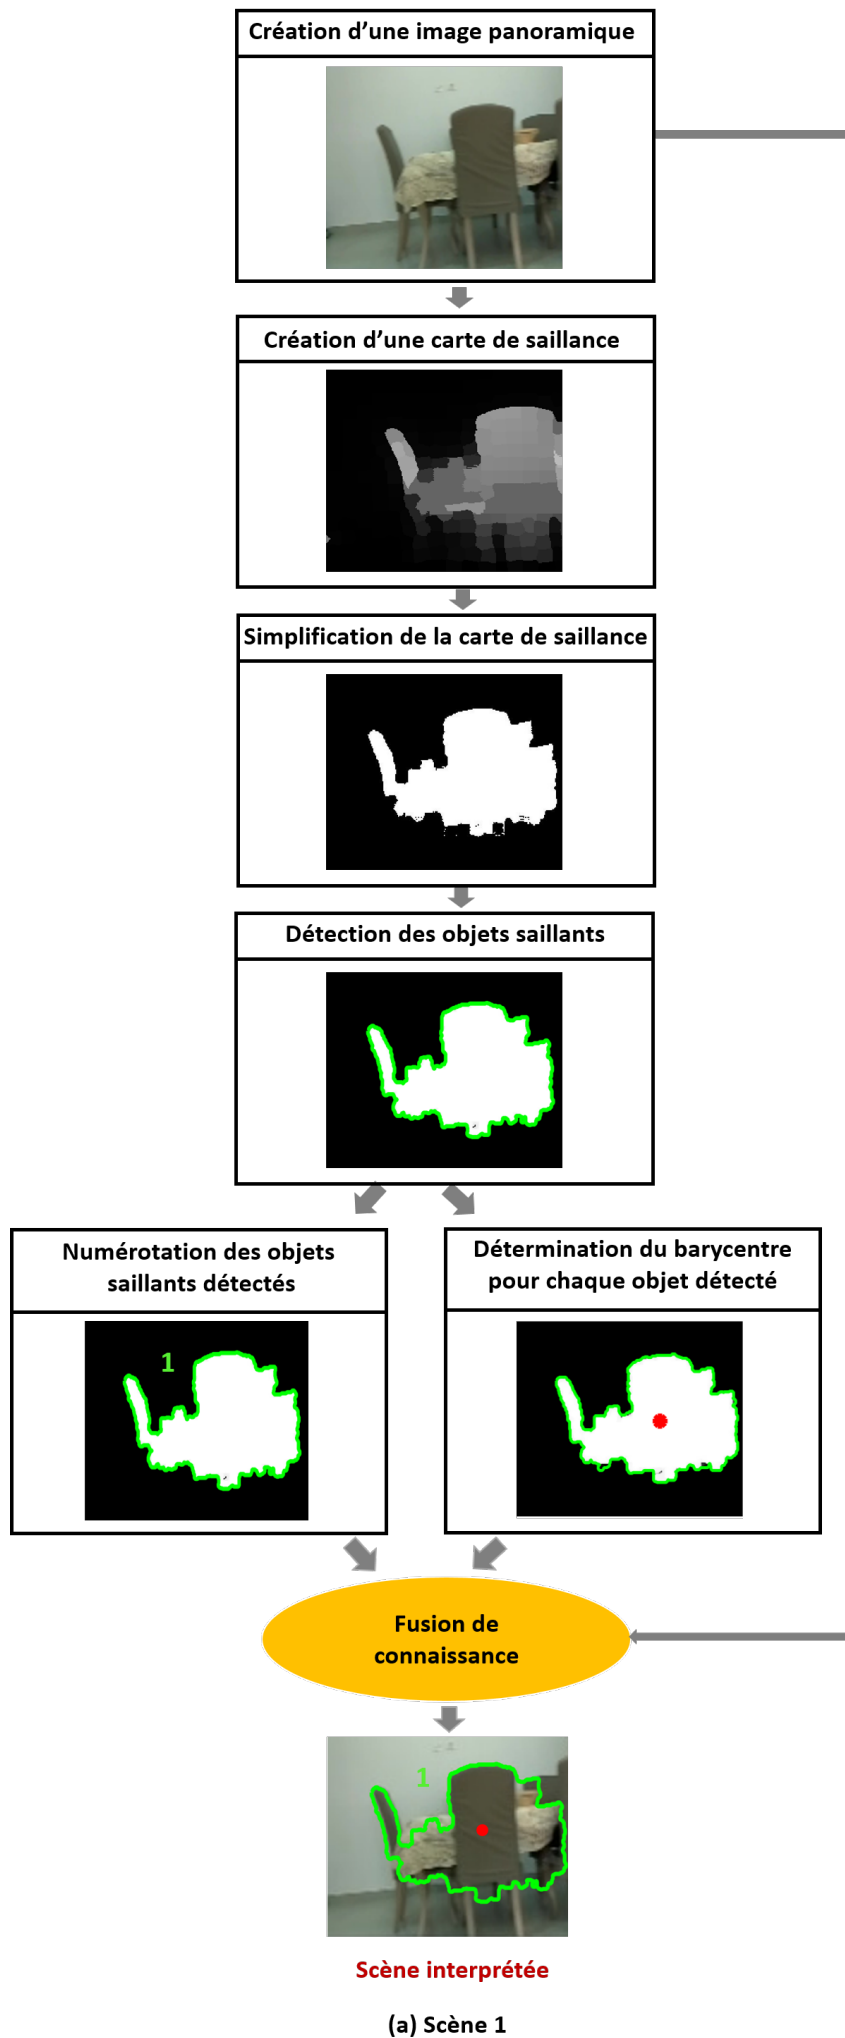 Création d'une image panoramique
Création d'une carte de saillance
Simplification de la carte de saillance
Détection des objets saillants
Numérotation des objets
saillants détectés
1
Détermination du barycentre
pour chaque objet détecté
Fusion de
connaissance
1
Scène interprétée
(a) Scène 1